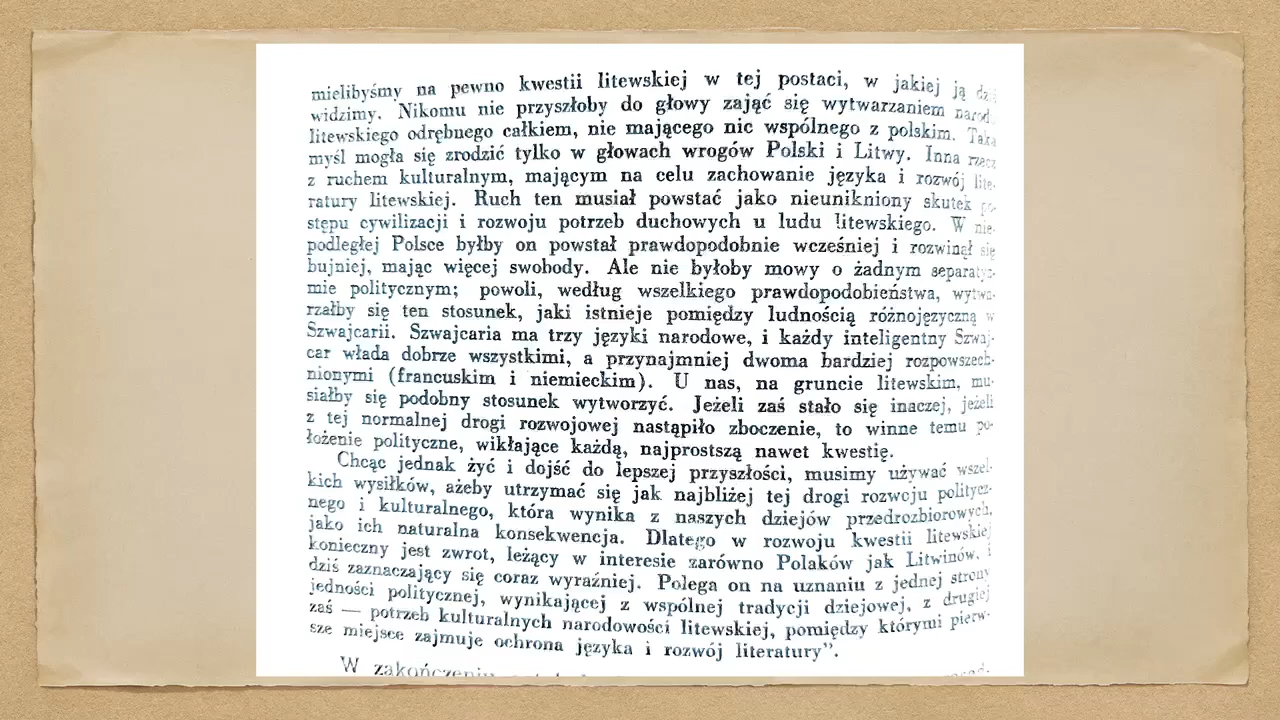 mielibyśmy na pewno kwestii litewskiej w tej postaci, w jakiej ją
widzimy. Nikomu nie przyszłoby do głowy zająć się wytwarzaniem narod
litewskiego odrębnego całkiem, nie mającego nic wspólnego z polskim. Taka
myśl mogła się zrodzić tylko w głowach wrogów Polski i Litwy. Inna rzecz
z ruchem kulturalnym, mającym na celu zachowanie języka i rozwój lite-
ratury litewskiej. Ruch ten musiał powstać jako nieunikniony skutek po-
stępu cywilizacji i rozwoju potrzeb duchowych u ludu litewskiego. W nie-
podległej Polsce byłby on powstał prawdopodobnie wcześniej i rozwinął się
bujniej, mając więcej swobody. Ale nie byłoby mowy o żadnym separatyz-
mie politycznym; powoli, według wszelkiego prawdopodobieństwa, wytwa-
rzałby się ten stosunek, jaki istnieje pomiędzy ludnością różnojęzyczną w
Szwajcarii. Szwajcaria ma trzy języki narodowe, i każdy inteligentny Szwaj-
car włada dobrze wszystkimi, a przynajmniej dwoma bardziej rozpowszech-
nionymi (francuskim i niemieckim). U nas, na gruncie litewskim, mu-
siałby się podobny stosunek wytworzyć. Jeżeli zaś stało się inaczej, jeżeli
z tej normalnej drogi rozwojowej nastąpiło zboczenie, to winne temu po-
łożenie polityczne, wikłające każdą, najprostszą nawet kwestię.
Chcąc jednak żyć i dojść do lepszej przyszłości, musimy używać wszel-
kich wysiłków, ażeby utrzymać się jak najbliżej tej drogi rozwoju politycz-
nego i kulturalnego, która wynika z naszych dziejów przedrozbiorowych,
jako ich naturalna konsekwencja. Dlatego w rozwoju kwestii litewskiej
konieczny jest zwrot, leżący w interesie zarówno Polaków jak Litwinów, i
dziś zaznaczający się coraz wyraźniej. Polega on na uznaniu z jednej strony
jedności politycznej, wynikającej z wspólnej tradycji dziejowej, z drugiej
zaś — potrzeb kulturalnych narodowości litewskiej, pomiędzy którymi pierw-
sze miejsce zajmuje ochrona języka i rozwój literatury”.
W zakończeniu